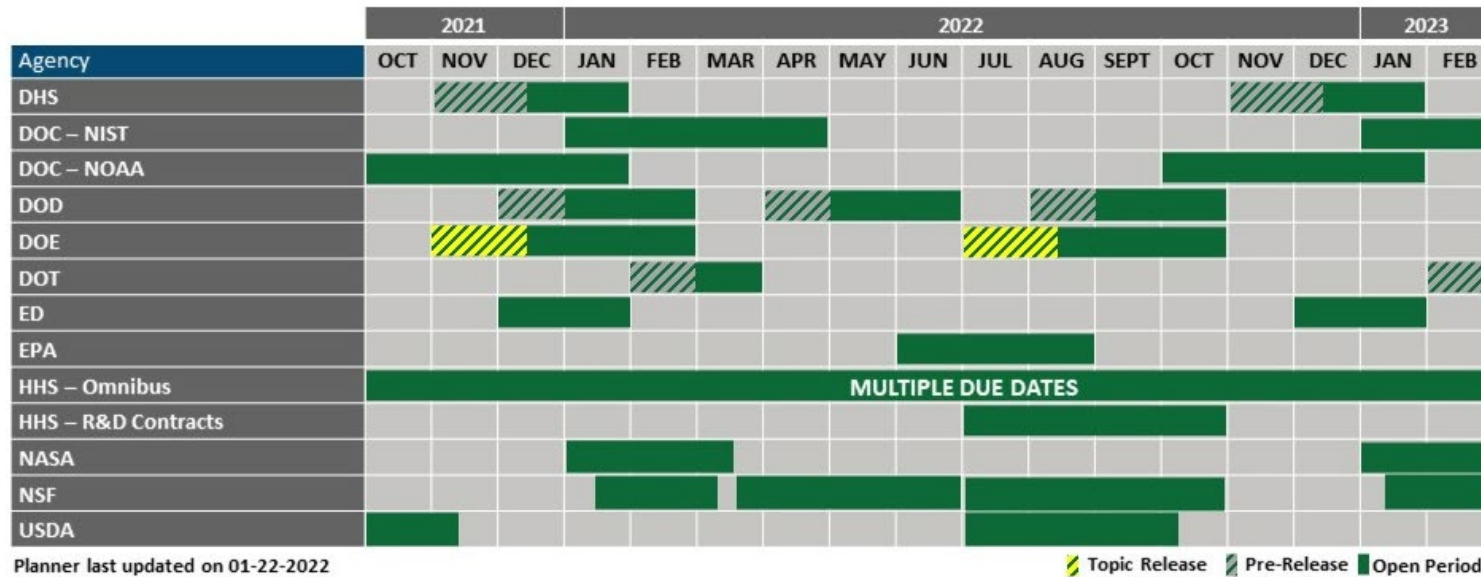 2021 2022 2023
Agency OCT NOV DEC JAN FEB MAR APR MAY JUN JUL AUG SEPT OCT NOV DEC JAN FEB
DHS
DOC – NIST
DOC – NOAA
DOD
DOE
DOT
ED
EPA
HHS – Omnibus MULTIPLE DUE DATES
HHS – R&D Contracts
NASA
NSF
USDA
Planner last updated on 01-22-2022 Topic Release Pre-Release Open Period